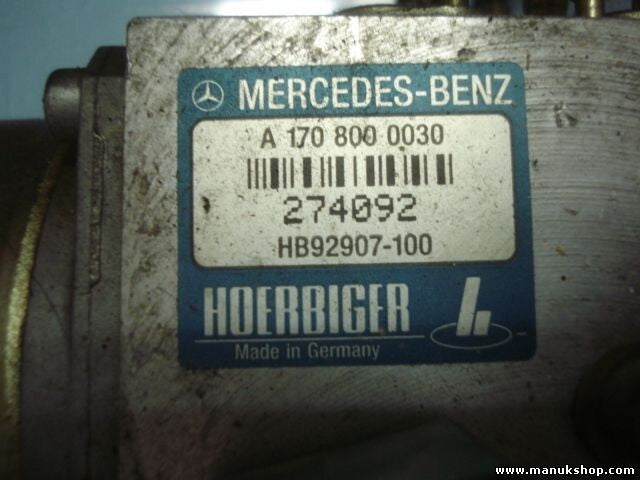 MERCEDES-BENZ
A 170 800 0030
274092
HB92907-100
HOERBIGER
Made in Germany
www.manukshop.com